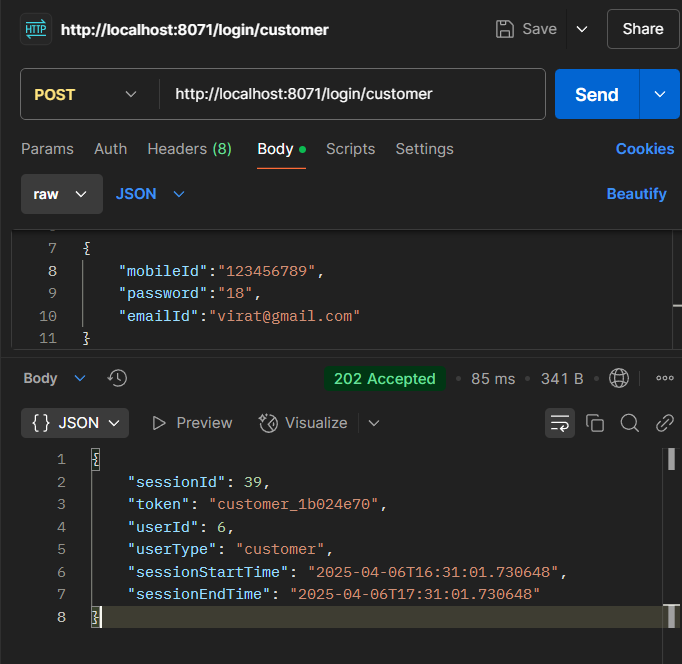 HTTP http://localhost:8071/login/customer Save Share
POST http://localhost:8071/login/customer Send
Params Auth Headers (8) Body Scripts Settings Cookies
raw JSON Beautify
7 {
8 "mobileId":"123456789",
9 "password":"18",
10 "emailId":"virat@gmail.com"
11 }
Body 202 Accepted • 85 ms • 341 B •
{} JSON Preview Visualize
1 {
2 "sessionId": 39,
3 "token": "customer_1b024e70",
4 "userId": 6,
5 "userType": "customer",
6 "sessionStartTime": "2025-04-06T16:31:01.730648",
7 "sessionEndTime": "2025-04-06T17:31:01.730648"
8 }